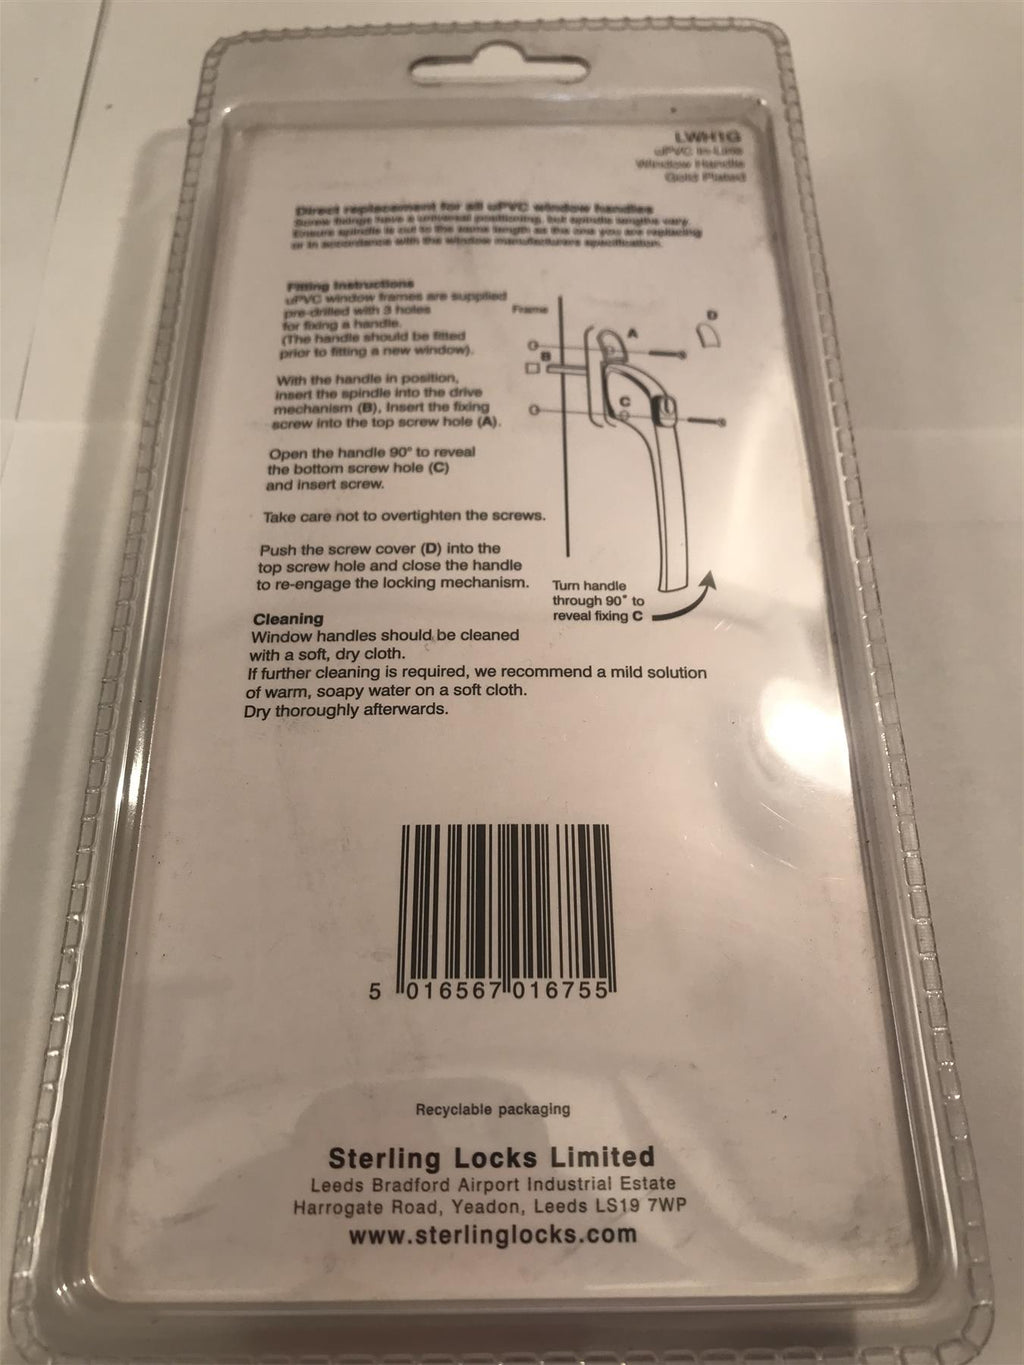 LWH1G
uPVC In-Line
Window Handle
Gold Plated
Direct replacement for all uPVC window handles
Screw fixings have a universal positioning, but spindle lengths vary.
Ensure spindle is cut to the same length as the one you are replacing
or in accordance with the window manufacturers specification.
Fitting Instructions
uPVC window frames are supplied
pre-drilled with 3 holes
for fixing a handle.
(The handle should be fitted
prior to fitting a new window).
With the handle in position,
insert the spindle into the drive
mechanism (B), Insert the fixing
screw into the top screw hole (A).
Open the handle 90° to reveal
the bottom screw hole (C)
and insert screw.
Take care not to overtighten the screws.
Push the screw cover (D) into the
top screw hole and close the handle
to re-engage the locking mechanism.
Frame
A
D
B
C
Turn handle
through 90° to
reveal fixing C
Cleaning
Window handles should be cleaned
with a soft, dry cloth.
If further cleaning is required, we recommend a mild solution
of warm, soapy water on a soft cloth.
Dry thoroughly afterwards.
5 016567 016755
Recyclable packaging
Sterling Locks Limited
Leeds Bradford Airport Industrial Estate
Harrogate Road, Yeadon, Leeds LS19 7WP
www.sterlinglocks.com